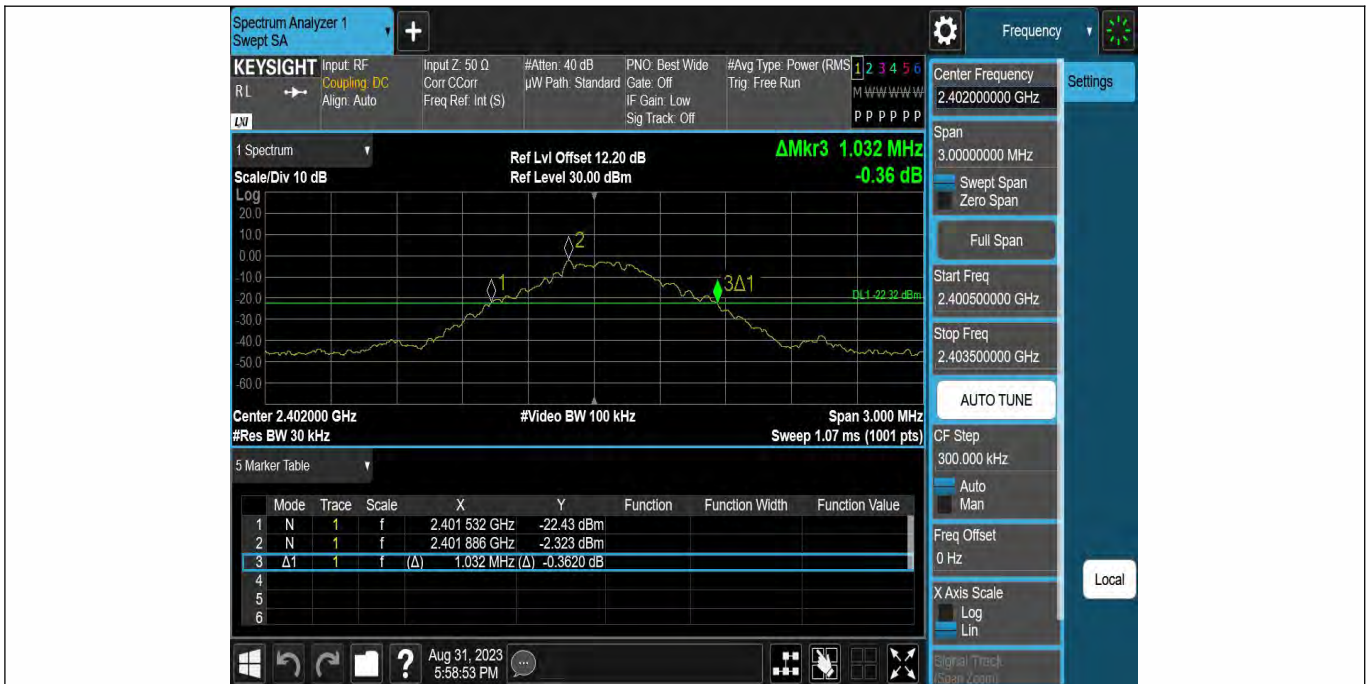 Spectrum Analyzer 1
Swept SA
+
Frequency
KEYSIGHT
RL
LXI
Input: RF
Coupling: DC
Align: Auto
Input Z: 50 Ω
Corr CCorr
Freq Ref: Int (S)
#Atten: 40 dB
µW Path: Standard
PNO: Best Wide
Gate: Off
IF Gain: Low
Sig Track: Off
#Avg Type: Power (RMS
Trig: Free Run
1 2 3 4 5 6
M W W W W W
P P P P P P
1 Spectrum
Scale/Div 10 dB
Ref Lvl Offset 12.20 dB
Ref Level 30.00 dBm
ΔMkr3 1.032 MHz
-0.36 dB
Log
20.0
10.0
0.00
-10.0
-20.0
-30.0
-40.0
-50.0
-60.0
1
2
3Δ1
DL1 -22.32 dBm
Center 2.402000 GHz
#Video BW 100 kHz
Span 3.000 MHz
#Res BW 30 kHz
Sweep 1.07 ms (1001 pts)
5 Marker Table
Mode Trace Scale X Y Function Function Width Function Value
1 N 1 f 2.401 532 GHz -22.43 dBm
2 N 1 f 2.401 886 GHz -2.323 dBm
3 Δ1 1 f (Δ) 1.032 MHz (Δ) -0.3620 dB
4
5
6
?
Aug 31, 2023
5:58:53 PM
Center Frequency
2.402000000 GHz
Settings
Span
3.00000000 MHz
Swept Span
Zero Span
Full Span
Start Freq
2.400500000 GHz
Stop Freq
2.403500000 GHz
AUTO TUNE
CF Step
300.000 kHz
Auto
Man
Freq Offset
0 Hz
X Axis Scale
Log
Lin
Local
Signal Track
(Span Zoom)